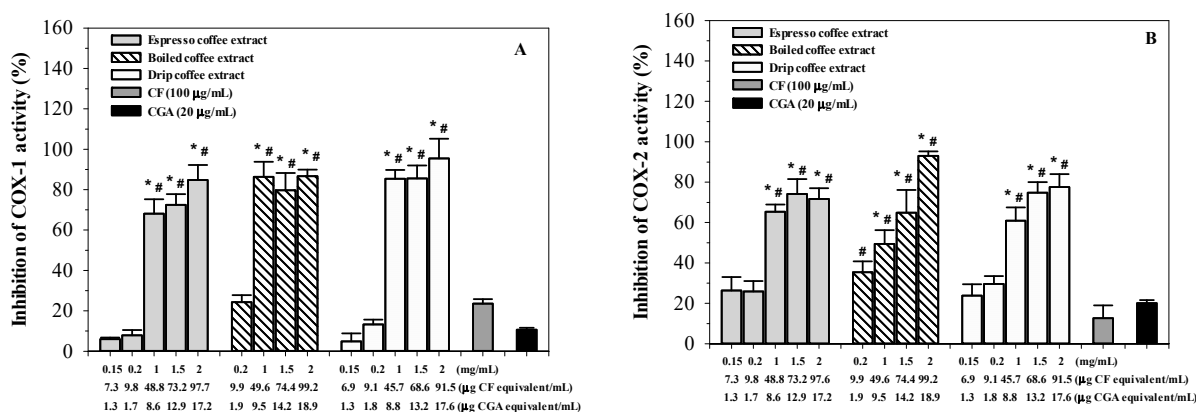 A
Inhibition of COX-1 activity (%)
160
140
120
100
80
60
40
20
0
Espresso coffee extract
Boiled coffee extract
Drip coffee extract
CF (100 µg/mL)
CGA (20 µg/mL)
* # * # * #
* # * # * #
* # * # * #
0.15 0.2 1 1.5 2 0.2 1 1.5 2 0.15 0.2 1 1.5 2 (mg/mL)
7.3 9.8 48.8 73.2 97.7 9.9 49.6 74.4 99.2 6.9 9.1 45.7 68.6 91.5 (µg CF equivalent/mL)
1.3 1.7 8.6 12.9 17.2 1.9 9.5 14.2 18.9 1.3 1.8 8.8 13.2 17.6 (µg CGA equivalent/mL)
B
Inhibition of COX-2 activity (%)
160
140
120
100
80
60
40
20
0
Espresso coffee extract
Boiled coffee extract
Drip coffee extract
CF (100 µg/mL)
CGA (20 µg/mL)
* # * # * #
# * # * # * #
* # * # * #
0.15 0.2 1 1.5 2 0.2 1 1.5 2 0.15 0.2 1 1.5 2 (mg/mL)
7.3 9.8 48.8 73.2 97.6 9.9 49.6 74.4 99.2 6.9 9.1 45.7 68.6 91.5 (µg CF equivalent/mL)
1.3 1.7 8.6 12.9 17.2 1.9 9.5 14.2 18.9 1.3 1.8 8.8 13.2 17.6 (µg CGA equivalent/mL)